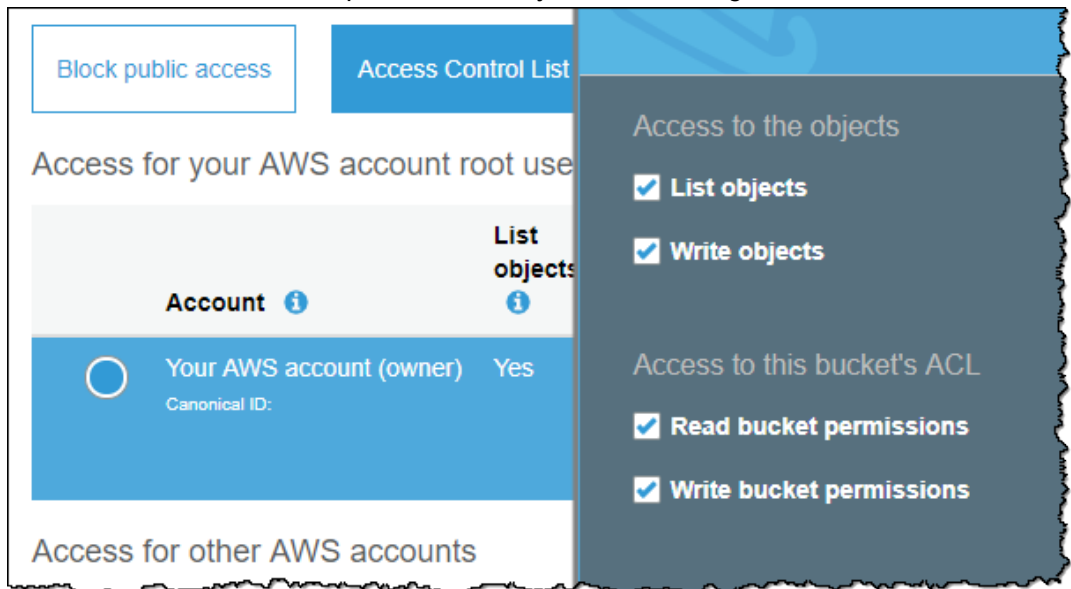 Block public access
Access Control List
Access for your AWS account root use
List
objects
Account
Your AWS account (owner) Yes
Canonical ID:
Access for other AWS accounts
Access to the objects
List objects
Write objects
Access to this bucket's ACL
Read bucket permissions
Write bucket permissions